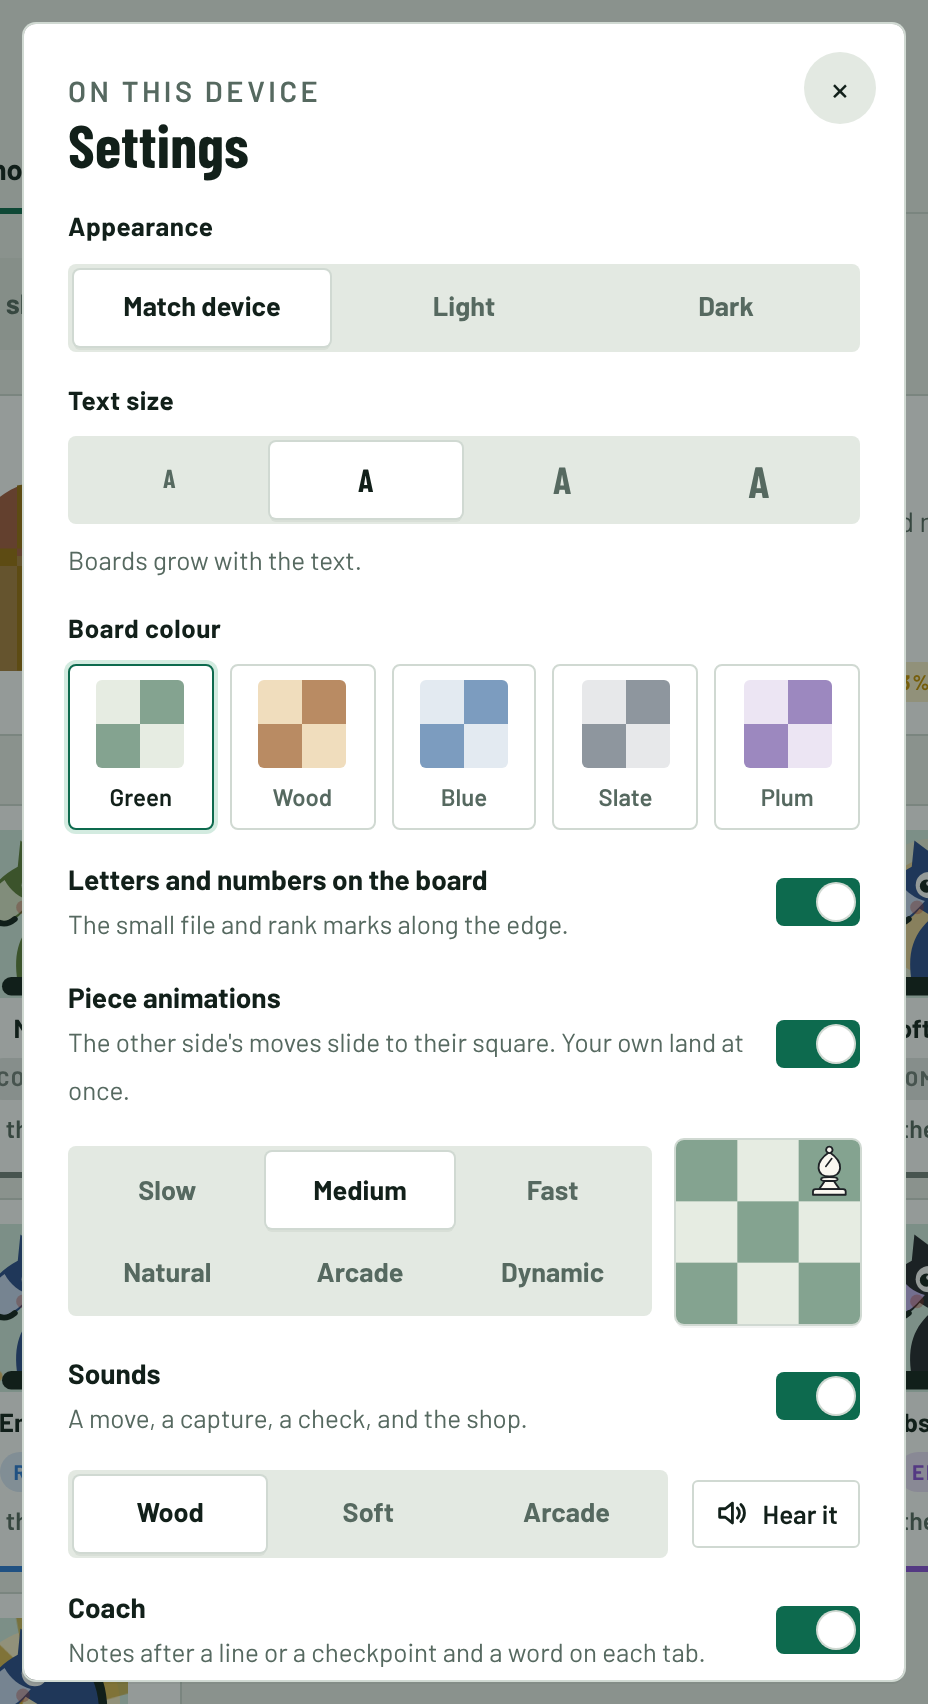 ON THIS DEVICE
Settings
×
Appearance
Match device Light Dark
Text size
A A A A
Boards grow with the text.
Board colour
Green Wood Blue Slate Plum
Letters and numbers on the board
The small file and rank marks along the edge.
Piece animations
The other side's moves slide to their square. Your own land at
once.
Slow Medium Fast
Natural Arcade Dynamic
Sounds
A move, a capture, a check, and the shop.
Wood Soft Arcade Hear it
Coach
Notes after a line or a checkpoint and a word on each tab.